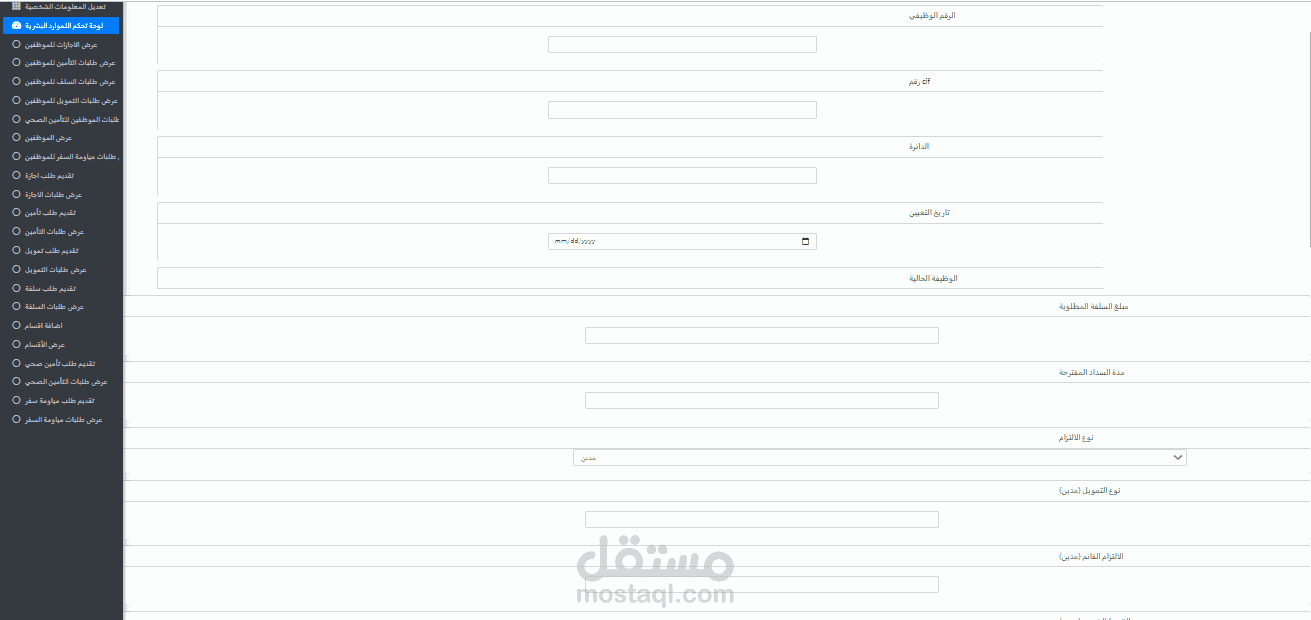 تعديل المعلومات الشخصية
لوحة تحكم اللموارد البشرية
عرض الاجازات للموظفين
عرض طلبات التأمين للموظفين
عرض طلبات السلف للموظفين
عرض طلبات التمويل للموظفين
طلبات الموظفين للتأمين الصحي
عرض الموظفين
طلبات مياومة السفر للموظفين
تقديم طلب اجازة
عرض طلبات الاجازة
تقديم طلب تأمين
عرض طلبات التأمين
تقديم طلب تمويل
عرض طلبات التمويل
تقديم طلب سلفة
عرض طلبات السلفة
اضافة اقسام
عرض الأقسام
تقديم طلب تأمين صحي
عرض طلبات التأمين الصحي
تقديم طلب مياومة سفر
عرض طلبات مياومة السفر
الرقم الوظيفي
cif رقم
الدائرة
تاريخ التعيين
mm/dd/yyyy
الوظيفة الحالية
مبلغ السلفة المطلوبة
مدة السداد المقترحة
نوع الالتزام
مدين
نوع التمويل (مدين)
الالتزام القائم (مدين)
مستقل
mostaql.com